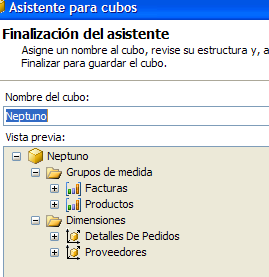 Asistente para cubos
Finalización del asistente
Asigne un nombre al cubo, revise su estructura y, a
Finalizar para guardar el cubo.
Nombre del cubo:
Neptuno
Vista previa:
Neptuno
Grupos de medida
Facturas
Productos
Dimensiones
Detalles De Pedidos
Proveedores